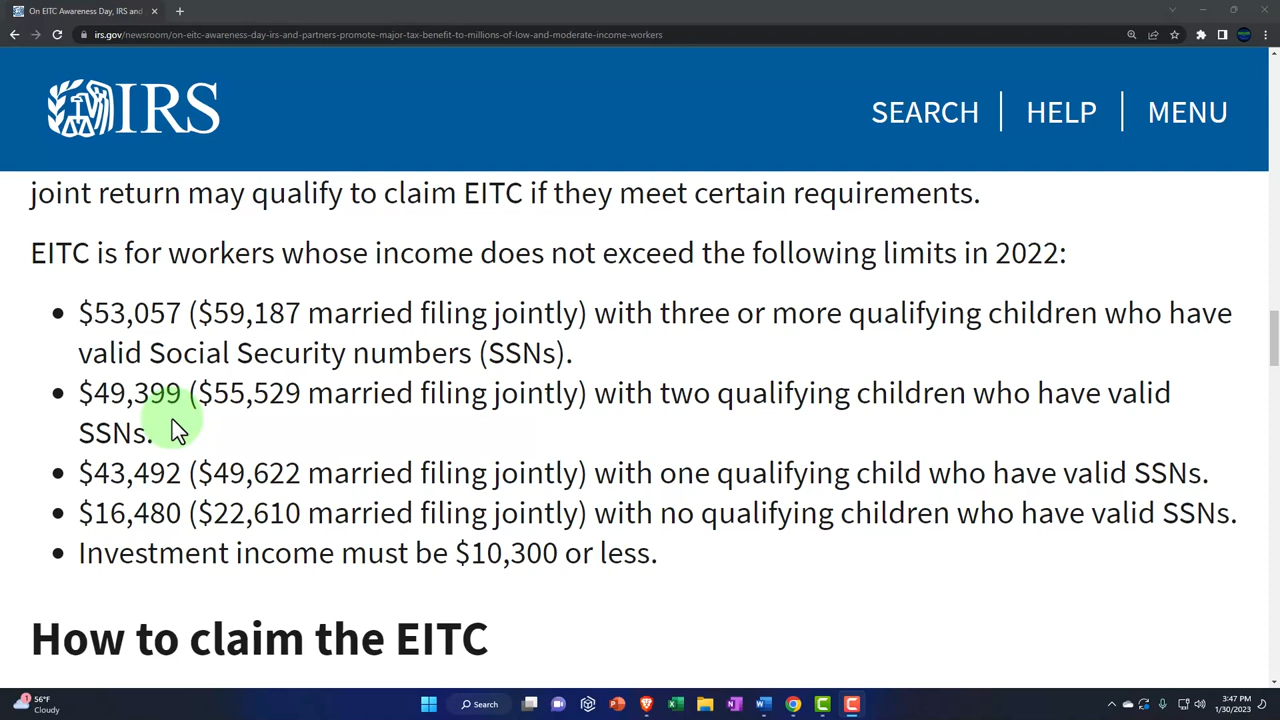 On EITC Awareness Day, IRS and
irs.gov/newsroom/on-eitc-awareness-day-irs-and-partners-promote-major-tax-benefit-to-millions-of-low-and-moderate-income-workers
IRS
SEARCH
HELP
MENU
joint return may qualify to claim EITC if they meet certain requirements.
EITC is for workers whose income does not exceed the following limits in 2022:
• $53,057 ($59,187 married filing jointly) with three or more qualifying children who have
valid Social Security numbers (SSNs).
• $49,399 ($55,529 married filing jointly) with two qualifying children who have valid
SSNs.
• $43,492 ($49,622 married filing jointly) with one qualifying child who have valid SSNs.
• $16,480 ($22,610 married filing jointly) with no qualifying children who have valid SSNs.
• Investment income must be $10,300 or less.
How to claim the EITC
1
56°F
Cloudy
Search
3:47 PM
1/30/2023